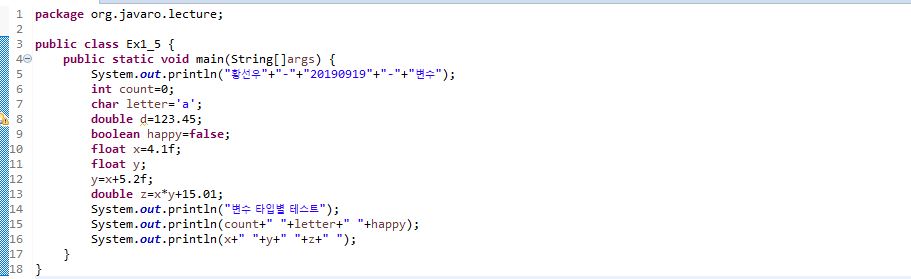 1 package org.javaro.lecture;
2
3 public class Ex1_5 {
4 public static void main(String[]args) {
5 System.out.println("황선우"+"-"+"20190919"+"-"+"변수");
6 int count=0;
7 char letter='a';
8 double d=123.45;
9 boolean happy=false;
10 float x=4.1f;
11 float y;
12 y=x+5.2f;
13 double z=x*y+15.01;
14 System.out.println("변수 타입별 테스트");
15 System.out.println(count+" "+letter+" "+happy);
16 System.out.println(x+" "+y+" "+z+" ");
17 }
18 }